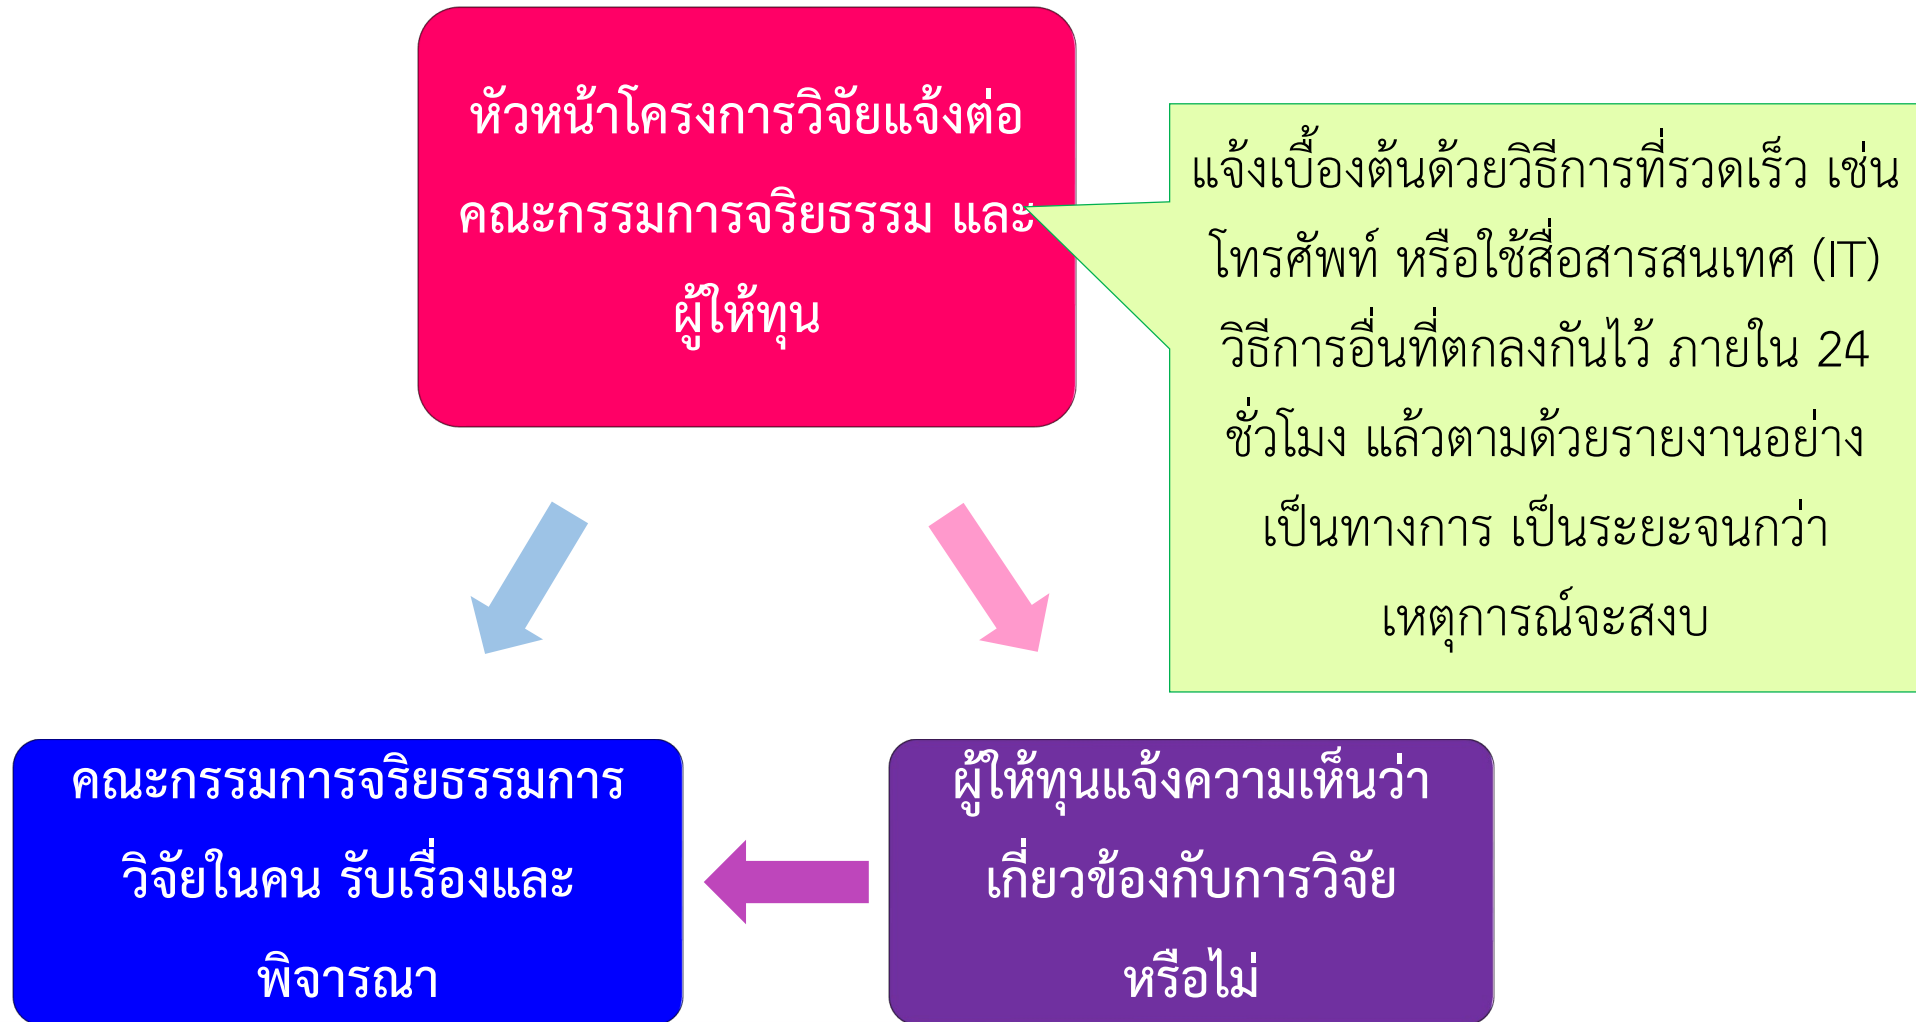 หัวหน้าโครงการวิจัยแจ้งต่อ
คณะกรรมการจริยธรรม และ
ผู้ให้ทุน
แจ้งเบื้องต้นด้วยวิธีการที่รวดเร็ว เช่น
โทรศัพท์ หรือใช้สื่อสารสนเทศ (IT)
วิธีการอื่นที่ตกลงกันไว้ ภายใน 24
ชั่วโมง แล้วตามด้วยรายงานอย่าง
เป็นทางการ เป็นระยะจนกว่า
เหตุการณ์จะสงบ
คณะกรรมการจริยธรรมการ
วิจัยในคน รับเรื่องและ
พิจารณา
ผู้ให้ทุนแจ้งความเห็นว่า
เกี่ยวข้องกับการวิจัย
หรือไม่